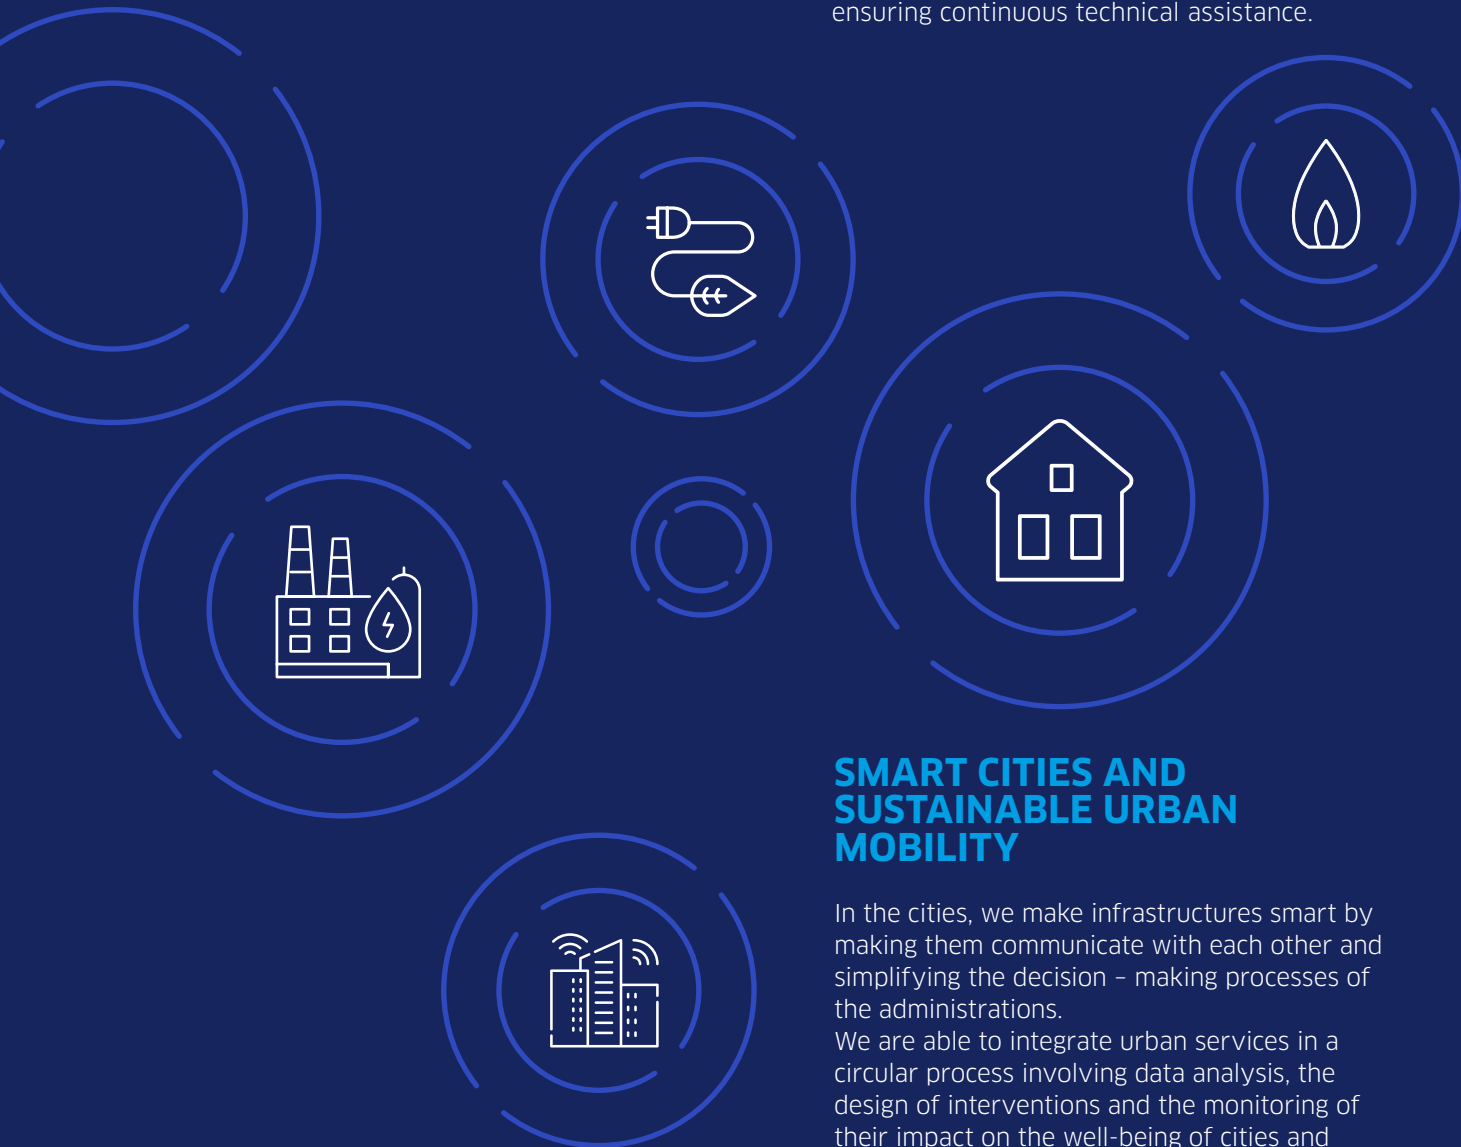 ensuring continuous technical assistance.
SMART CITIES AND
SUSTAINABLE URBAN
MOBILITY
In the cities, we make infrastructures smart by
making them communicate with each other and
simplifying the decision – making processes of
the administrations.
We are able to integrate urban services in a
circular process involving data analysis, the
design of interventions and the monitoring of
their impact on the well-being of cities and